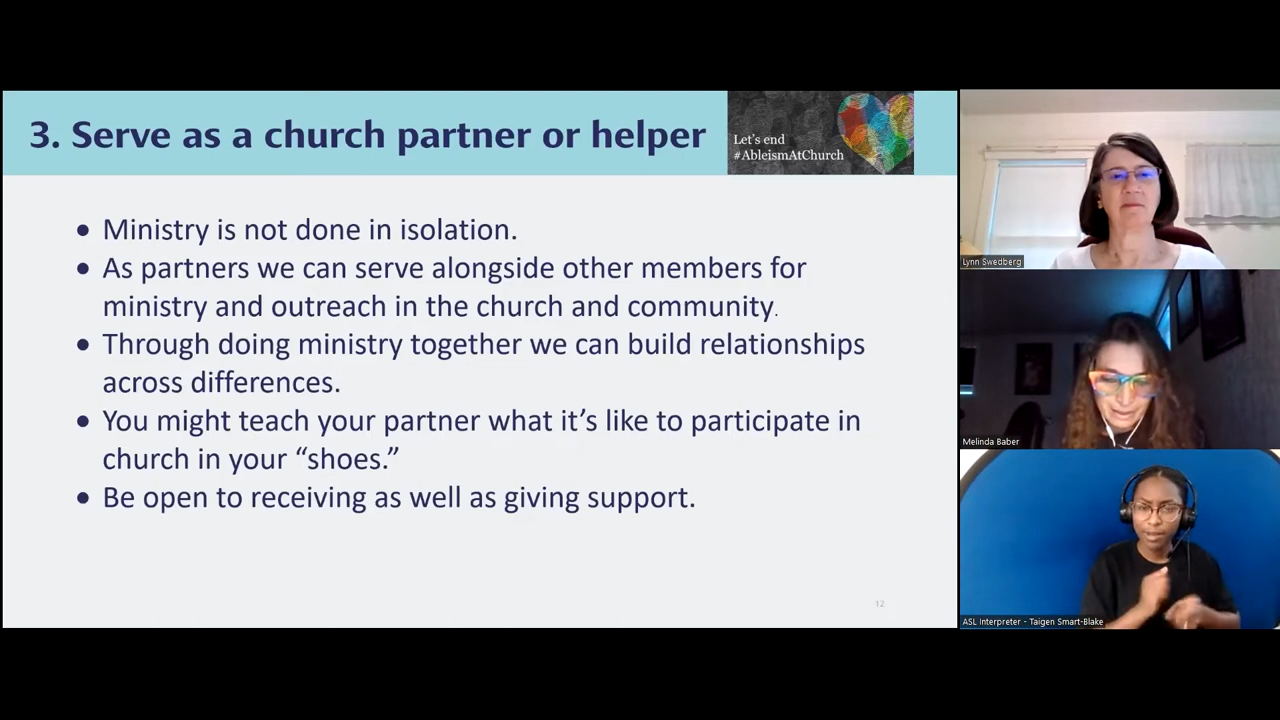 3. Serve as a church partner or helper
Let's end
#AbleismAtChurch
• Ministry is not done in isolation.
• As partners we can serve alongside other members for
ministry and outreach in the church and community.
• Through doing ministry together we can build relationships
across differences.
• You might teach your partner what it’s like to participate in
church in your “shoes.”
• Be open to receiving as well as giving support.
12
Lynn Swedberg
Melinda Baber
ASL Interpreter - Taigen Smart-Blake